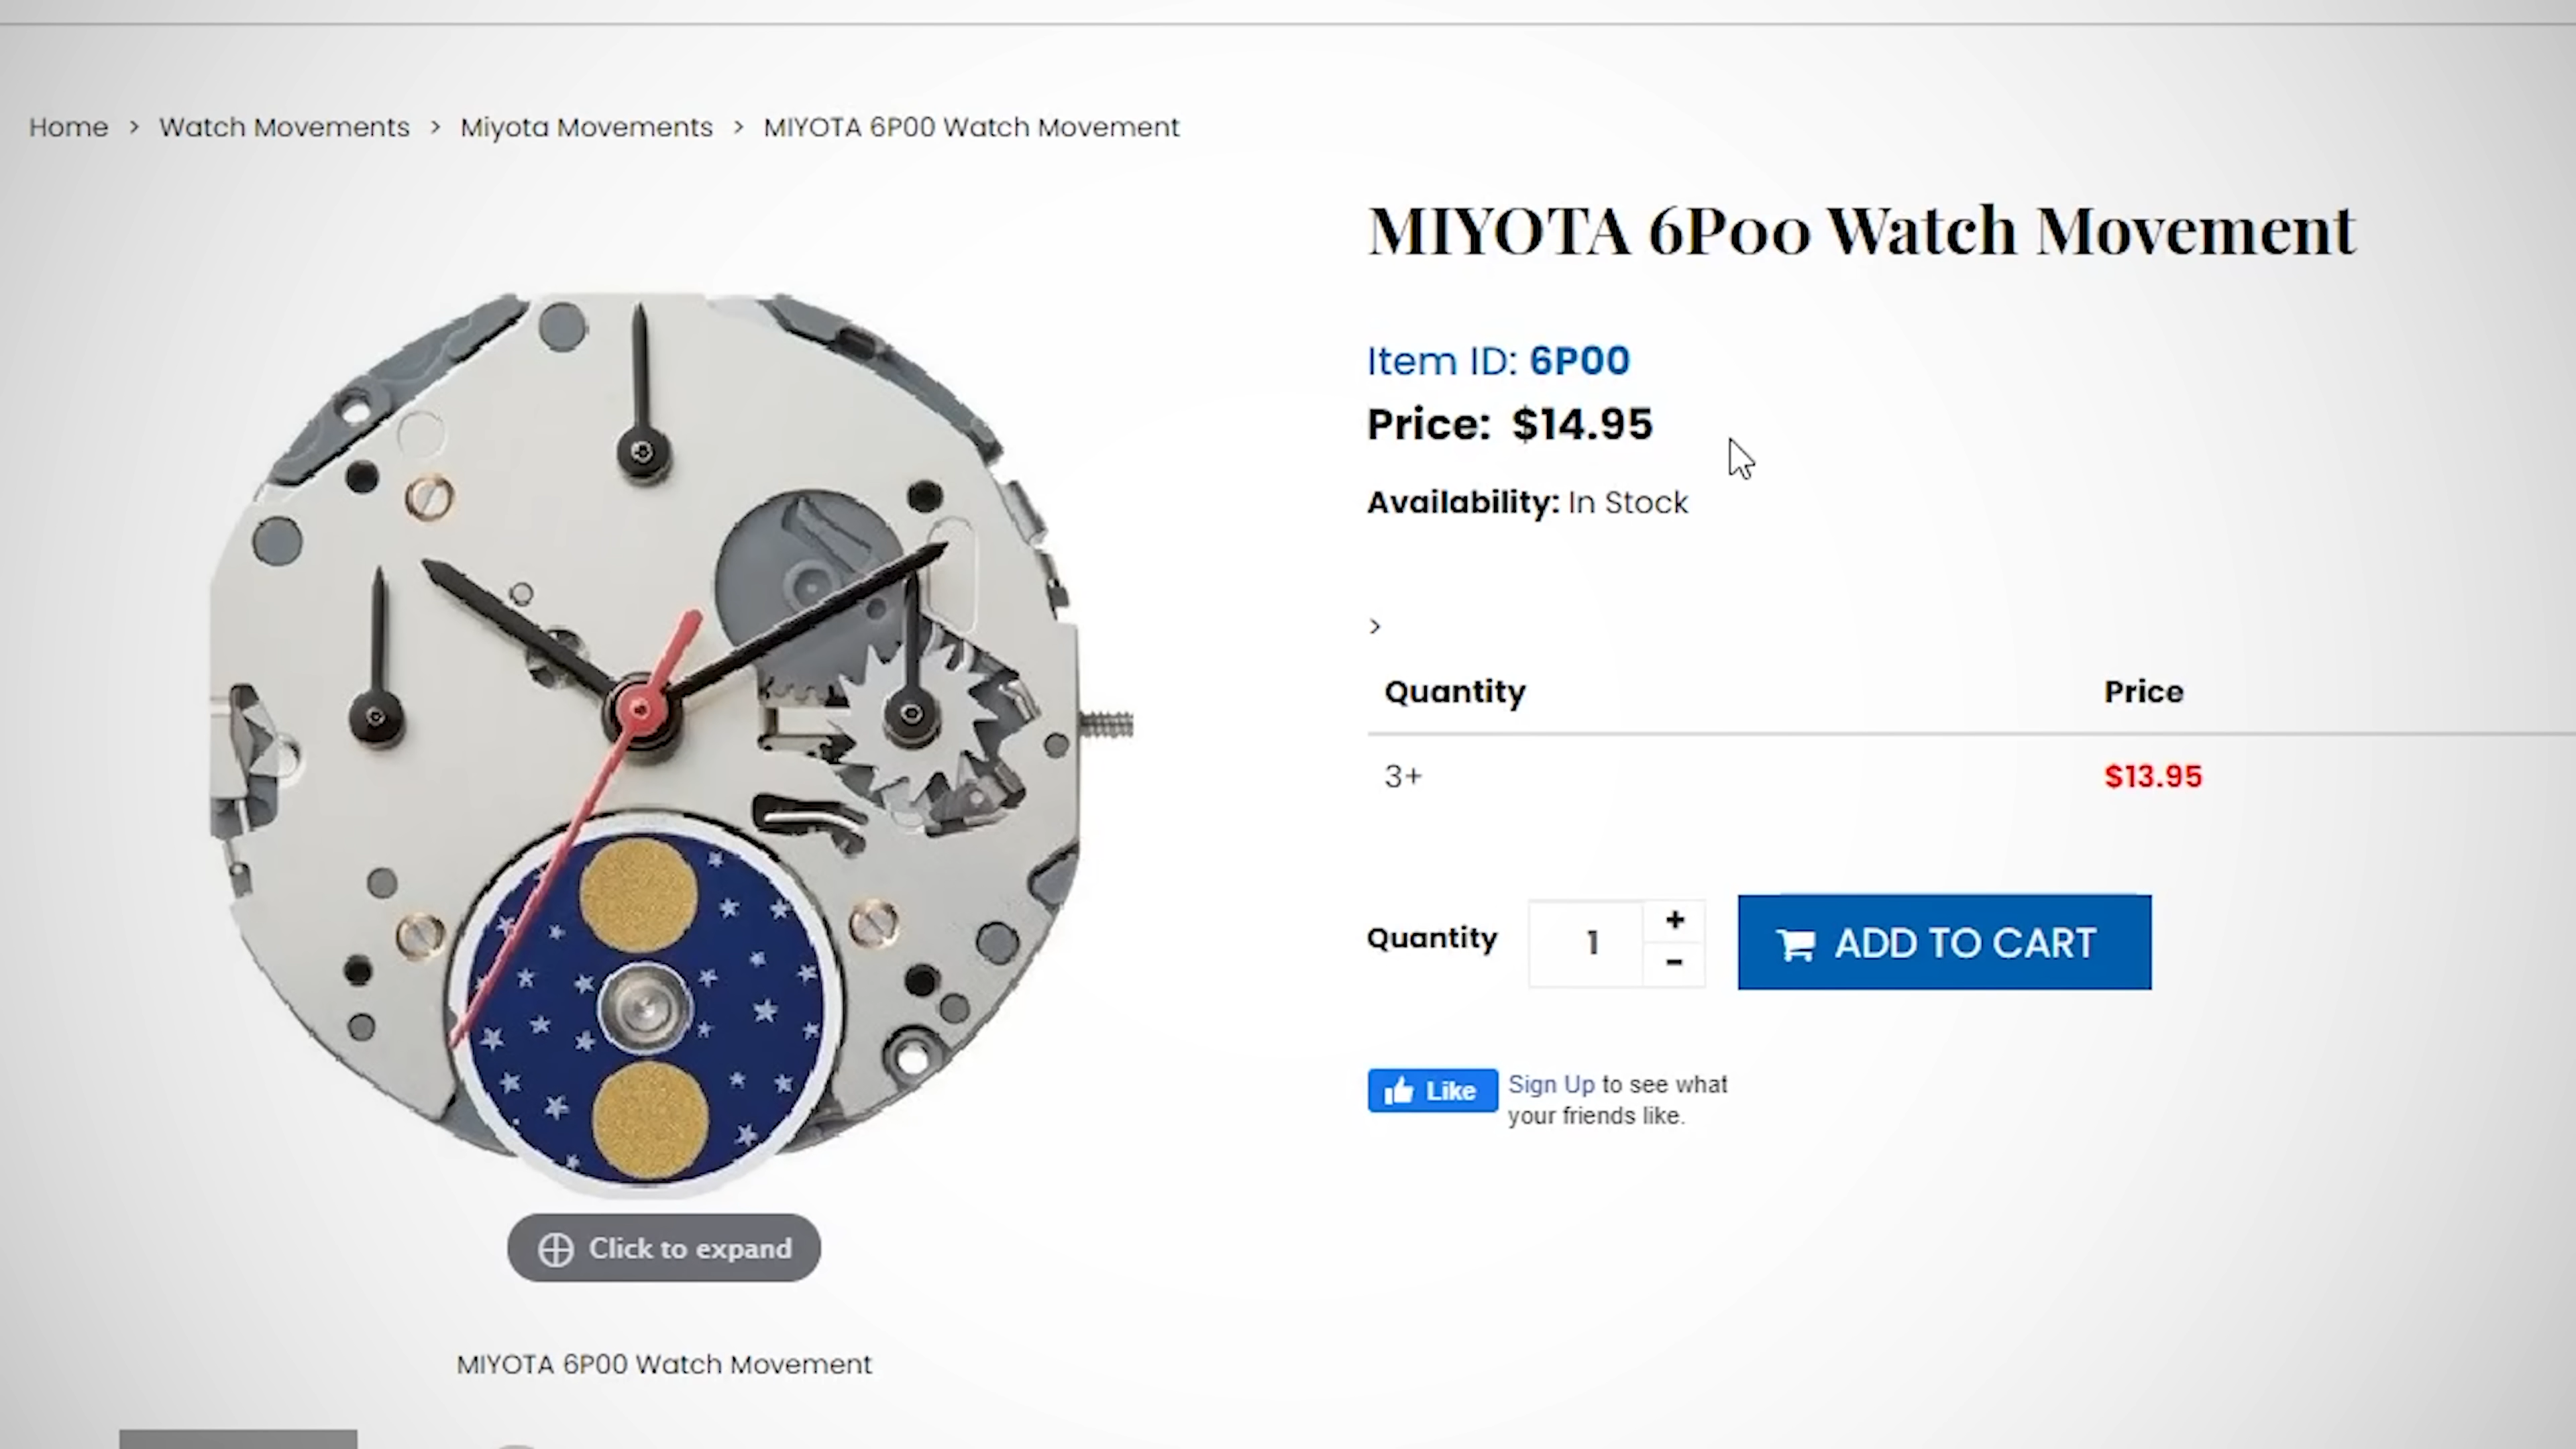 Home > Watch Movements > Miyota Movements > MIYOTA 6P00 Watch Movement
MIYOTA 6P00 Watch Movement
Item ID: 6P00
Price: $14.95
Availability: In Stock
>
Quantity Price
3+ $13.95
Quantity 1 + -
ADD TO CART
Like
Sign Up to see what
your friends like.
Click to expand
MIYOTA 6P00 Watch Movement